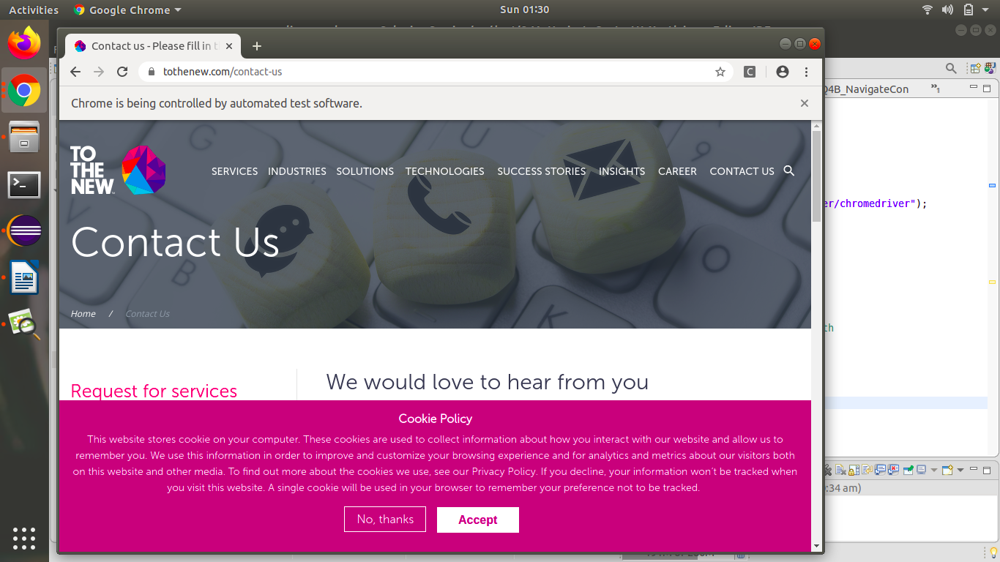 Activities
Google Chrome
Sun 01:30
Contact us - Please fill in t
tothenew.com/contact-us
C
Chrome is being controlled by automated test software.
Q4B_NavigateCon
»1
TO
THE
NEW
SERVICES INDUSTRIES SOLUTIONS TECHNOLOGIES SUCCESS STORIES INSIGHTS CAREER CONTACT US
er/chromedriver");
G
9
O
B
K
Contact Us
Home / Contact Us
th
Request for services
We would love to hear from you
Cookie Policy
This website stores cookie on your computer. These cookies are used to collect information about how you interact with our website and allow us to
remember you. We use this information in order to improve and customize your browsing experience and for analytics and metrics about our visitors both
on this website and other media. To find out more about the cookies we use, see our Privacy Policy. If you decline, your information won't be tracked when
you visit this website. A single cookie will be used in your browser to remember your preference not to be tracked.
:34 am)
No, thanks
Accept